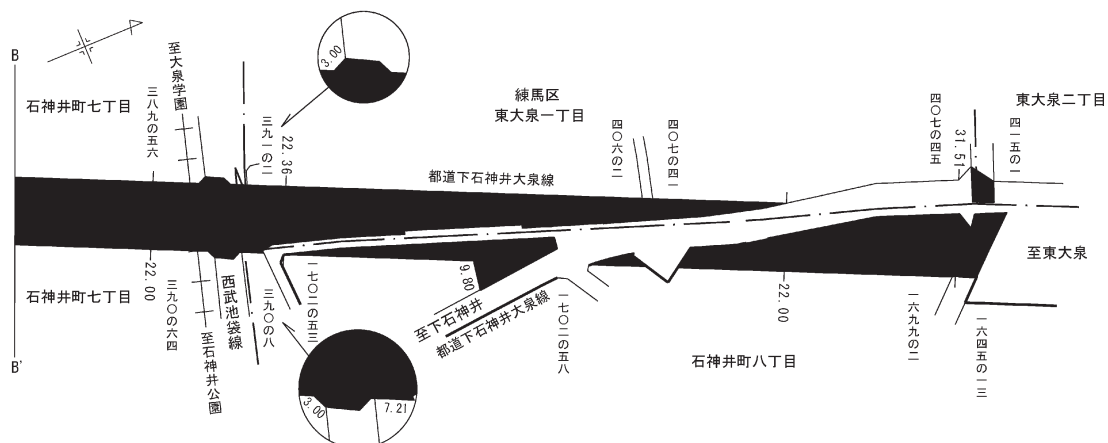 B
石神井町七丁目
三八九の五六
至大泉学園
三九一の二
22.36
3.00
練馬区
東大泉一丁目
都道下石神井大泉線
四〇六の二
四〇七の四一
四〇七の四五
31.51
四一五の一
東大泉二丁目
至東大泉
B'
石神井町七丁目
22.00
三九〇の六四
至石神井公園
西武池袋線
三九〇の八
一七〇二の五三
3.00
7.21
9.80
至下石神井
都道下石神井大泉線
一七〇二の五八
22.00
石神井町八丁目
一六九九の二
一六四五の一三